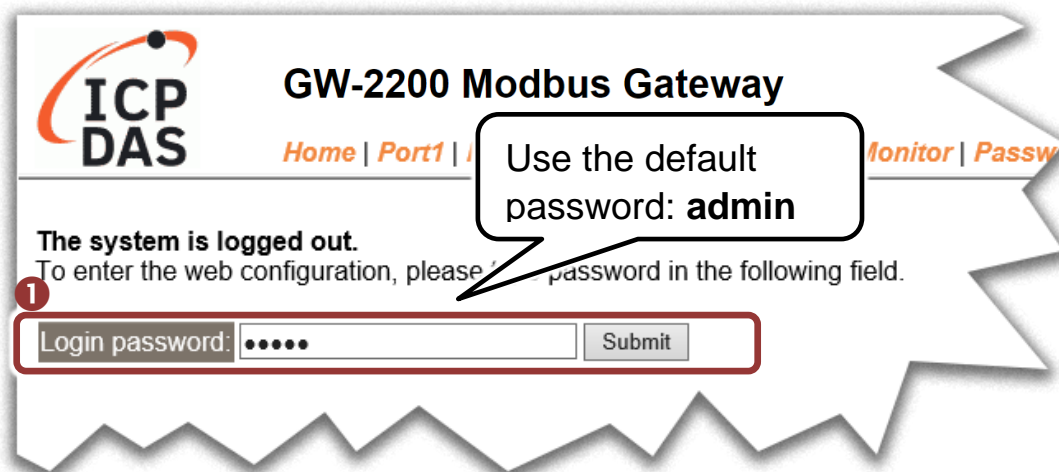 ICP
DAS
GW-2200 Modbus Gateway
Home | Port1 |
Monitor | Passw
Use the default
password: admin
The system is logged out.
To enter the web configuration, please password in the following field.
1
Login password: ••••• Submit